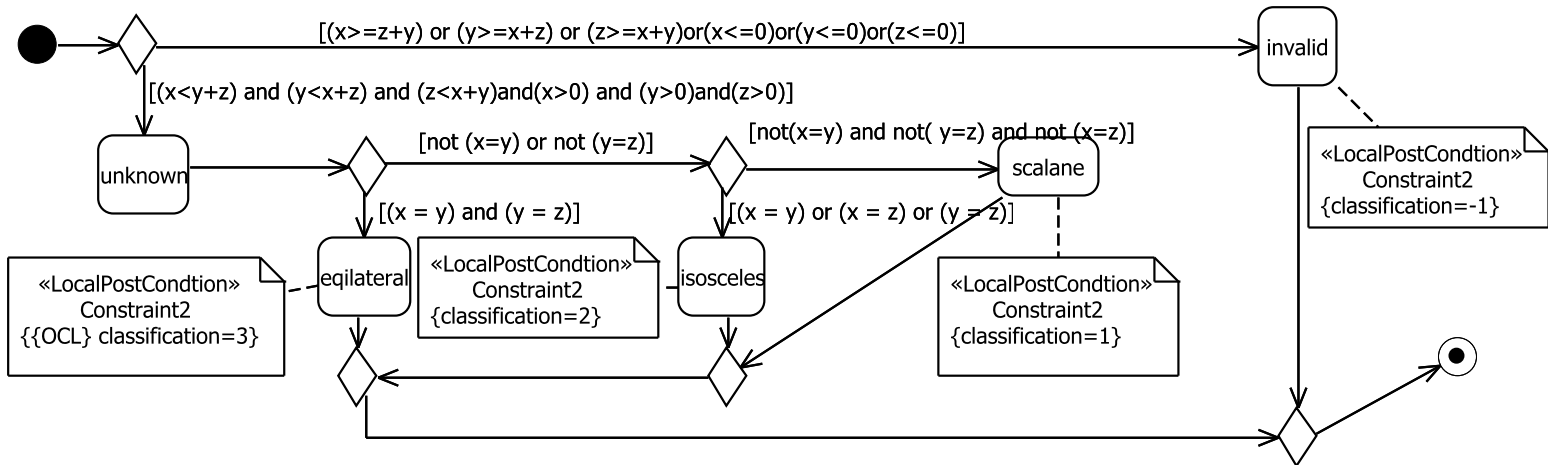 [(x>=z+y) or (y>=x+z) or (z>=x+y)or(x<=0)or(y<=0)or(z<=0)]
invalid
[(x<y+z) and (y<x+z) and (z<x+y)and(x>0) and (y>0)and(z>0)]
[not (x=y) or not (y=z)]
[not(x=y) and not( y=z) and not (x=z)]
unknown
scalane
«LocalPostCondtion»
Constraint2
{classification=-1}
[(x = y) and (y = z)]
[(x = y) or (x = z) or (y = z)]
«LocalPostCondtion»
Constraint2
{{OCL} classification=3}
eqilateral
«LocalPostCondtion»
Constraint2
{classification=2}
isosceles
«LocalPostCondtion»
Constraint2
{classification=1}